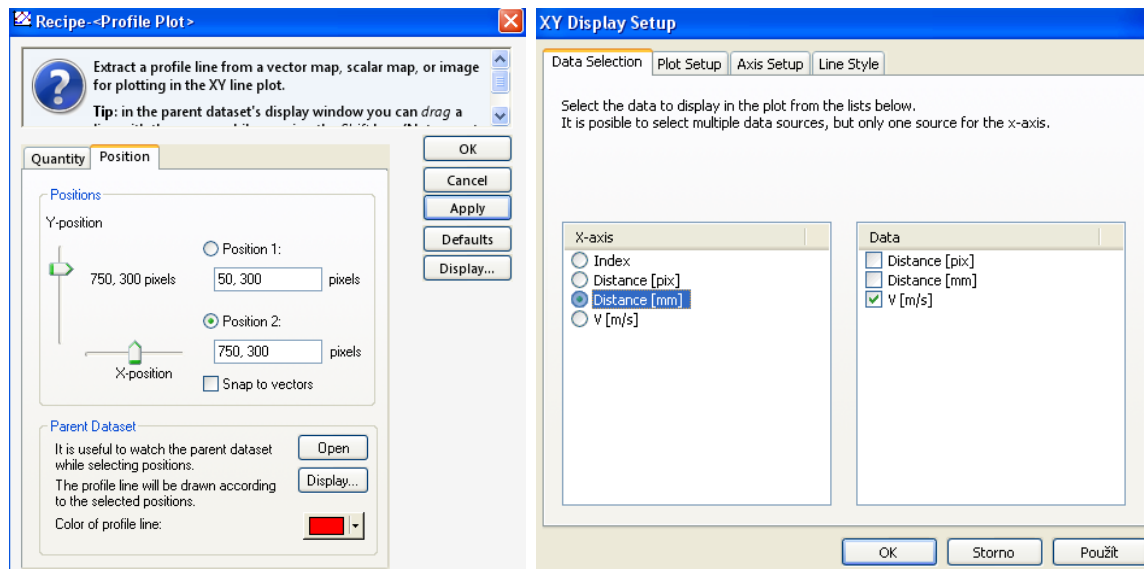 Recipe-<Profile Plot>
Extract a profile line from a vector map, scalar map, or image
for plotting in the XY line plot.
Tip: in the parent dataset's display window you can drag a
Quantity
Position
OK
Cancel
Apply
Defaults
Display...
Positions
Y-position
750, 300 pixels
Position 1:
50, 300 pixels
Position 2:
750, 300 pixels
X-position
Snap to vectors
Parent Dataset
It is useful to watch the parent dataset
while selecting positions.
Open
The profile line will be drawn according
to the selected positions.
Display...
Color of profile line:
XY Display Setup
Data Selection
Plot Setup
Axis Setup
Line Style
Select the data to display in the plot from the lists below.
It is posible to select multiple data sources, but only one source for the x-axis.
X-axis
Index
Distance [pix]
Distance [mm]
V [m/s]
Data
Distance [pix]
Distance [mm]
V [m/s]
OK
Storno
Použít